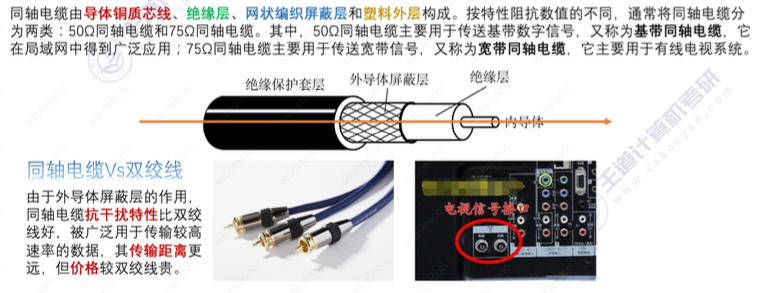 同轴电缆由导体铜质芯线、绝缘层、网状编织屏蔽层和塑料外层构成。按特性阻抗数值的不同，通常将同轴电缆分
为两类：50Ω同轴电缆和75Ω同轴电缆。其中，50Ω同轴电缆主要用于传送基带数字信号，又称为基带同轴电缆，它
在局域网中得到广泛应用；75Ω同轴电缆主要用于传送宽带信号，又称为宽带同轴电缆，它主要用于有线电视系统。
绝缘保护套层
外导体屏蔽层
绝缘层
内导体
同轴电缆Vs双绞线
由于外导体屏蔽层的作用，
同轴电缆抗干扰特性比双绞
线好，被广泛用于传输较高
速率的数据，其传输距离更
远，但价格较双绞线贵。
电视信号接口
王道计算机考研
www.cskaoyan.com